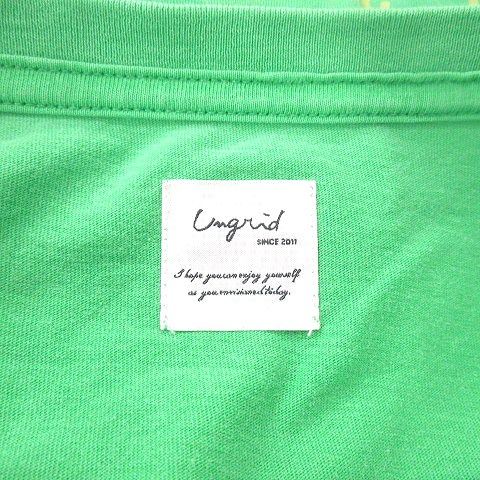 Ungrid
SINCE 2011
I hope you can enjoy yourself
as you envisioned today.